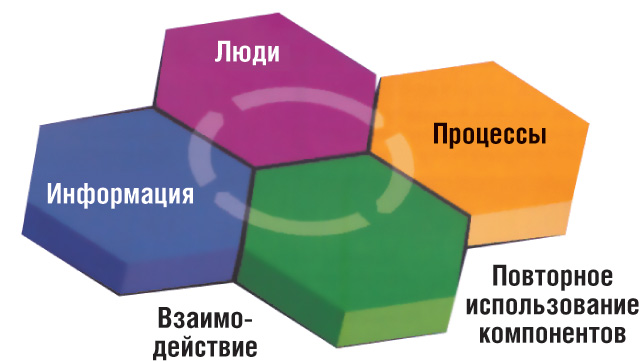 Люди
Процессы
Информация
Повторное
использование
компонентов
Взаимо-
действие